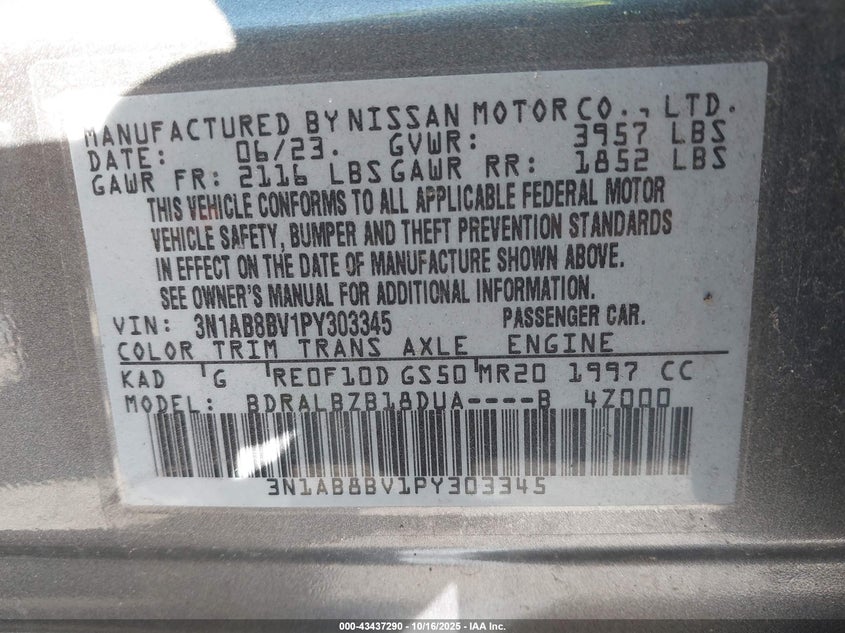 MANUFACTURED BY NISSAN MOTOR CO., LTD.
DATE: 06/23. GVWR: 3957 LBS
GAWR FR: 2116 LBS GAWR RR: 1852 LBS
THIS VEHICLE CONFORMS TO ALL APPLICABLE FEDERAL MOTOR
VEHICLE SAFETY, BUMPER AND THEFT PREVENTION STANDARDS
IN EFFECT ON THE DATE OF MANUFACTURE SHOWN ABOVE.
SEE OWNER'S MANUAL FOR ADDITIONAL INFORMATION.
VIN: 3N1AB8BV1PY303345 PASSENGER CAR.
COLOR TRIM TRANS AXLE ENGINE
KAD G RE0F10D GS50 MR20 1997 CC
MODEL: BDRALBZB18DUA----B 4Z000
3N1AB8BV1PY303345
000-43437290 | 10/16/2025 | IAA Inc.